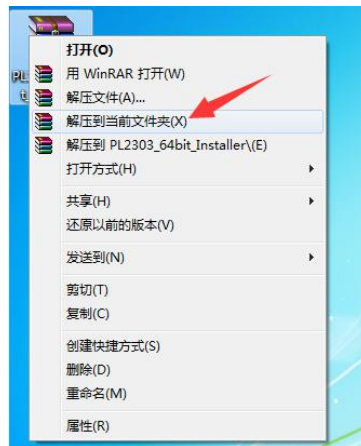 打开(O)
PL
用 WinRAR 打开(W)
t
解压文件(A)...
解压到当前文件夹(X)
解压到 PL2303_64bit_Installer\(E)
打开方式(H)
共享(H)
还原以前的版本(V)
发送到(N)
剪切(T)
复制(C)
创建快捷方式(S)
删除(D)
重命名(M)
属性(R)